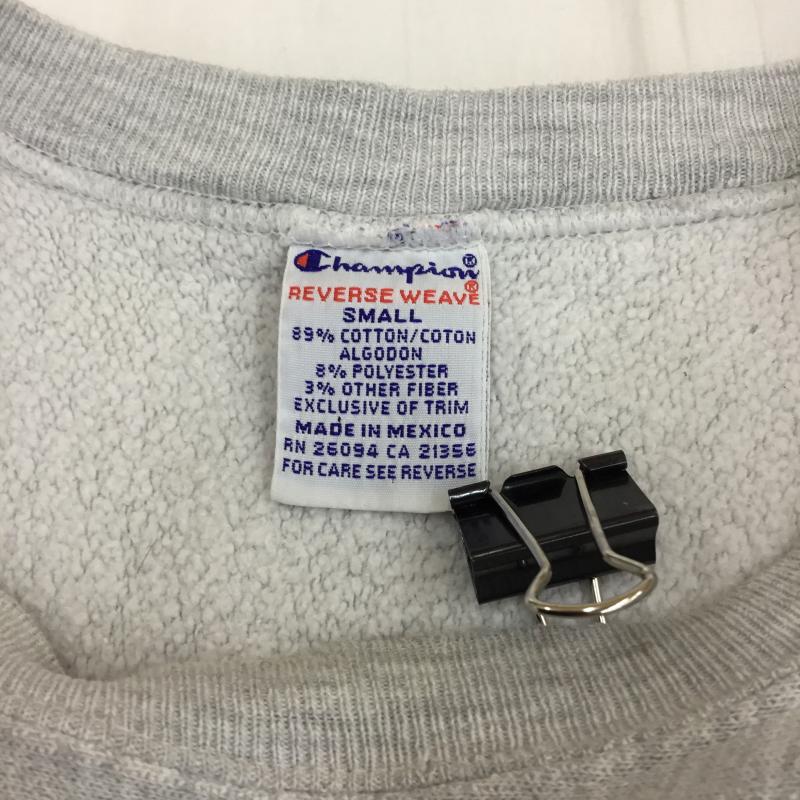 Champion®
REVERSE WEAVE®
SMALL
89% COTTON/COTON
ALGODON
8% POLYESTER
3% OTHER FIBER
EXCLUSIVE OF TRIM
MADE IN MEXICO
RN 26094 CA 21356
FOR CARE SEE REVERSE